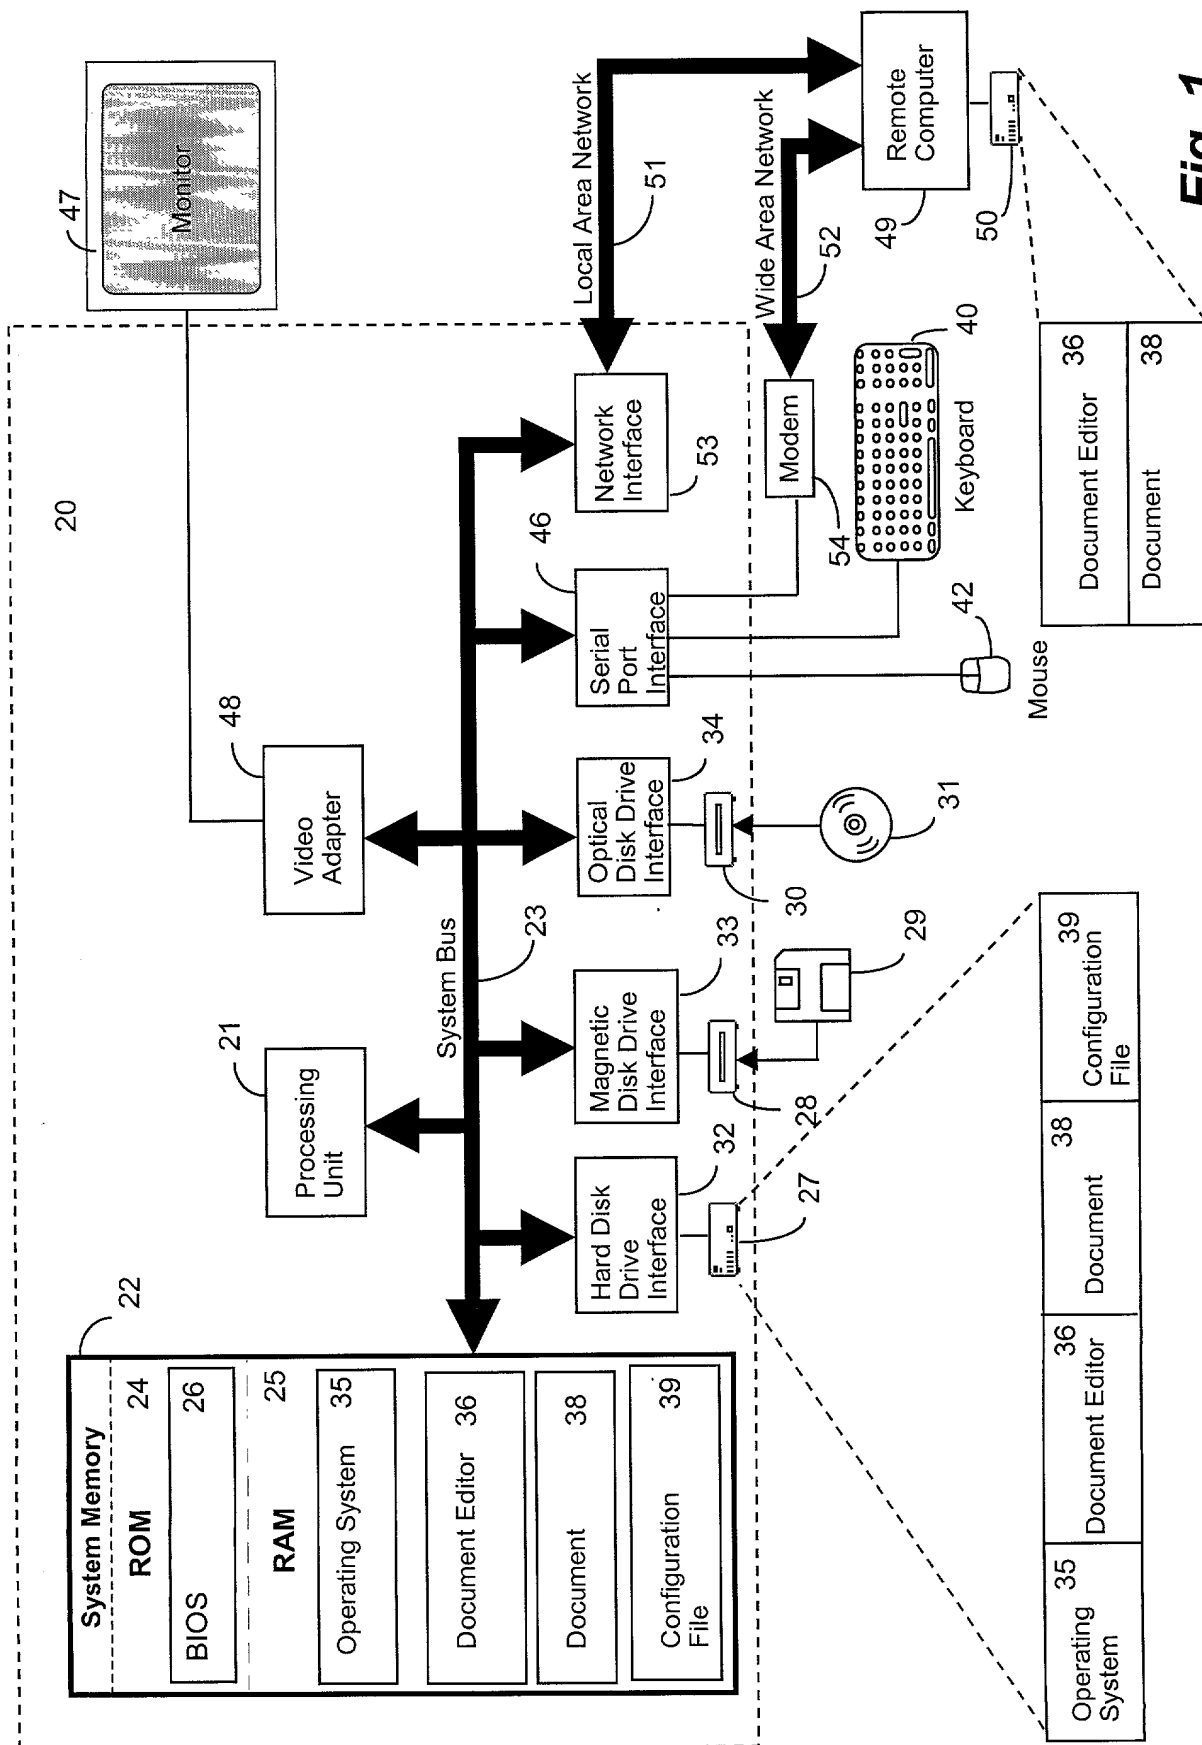 System Memory
ROM 24
BIOS 26
RAM 25
Operating System 35
Document Editor 36
Document 38
Configuration
File
39
22
Processing
Unit
21
Video
Adapter
48
20
47
Monitor
System Bus
23
Hard Disk
Drive
Interface
32
Magnetic
Disk Drive
Interface
33
Optical
Disk Drive
Interface
34
Serial
Port
Interface
46
Network
Interface
53
Local Area Network
51
27
28
29
30
31
Modem
54
Wide Area Network
52
Remote
Computer
49
50
Keyboard
40
Mouse
42
Operating
System
35
Document Editor
36
Document
38
Configuration
File
39
Document Editor 36
Document 38
Fig. 1